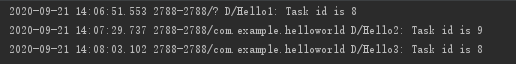 2020-09-21 14:06:51.553 2788-2788/? D/Hello1: Task id is 8
2020-09-21 14:07:29.737 2788-2788/com.example.helloworld D/Hello2: Task id is 9
2020-09-21 14:08:03.102 2788-2788/com.example.helloworld D/Hello3: Task id is 8